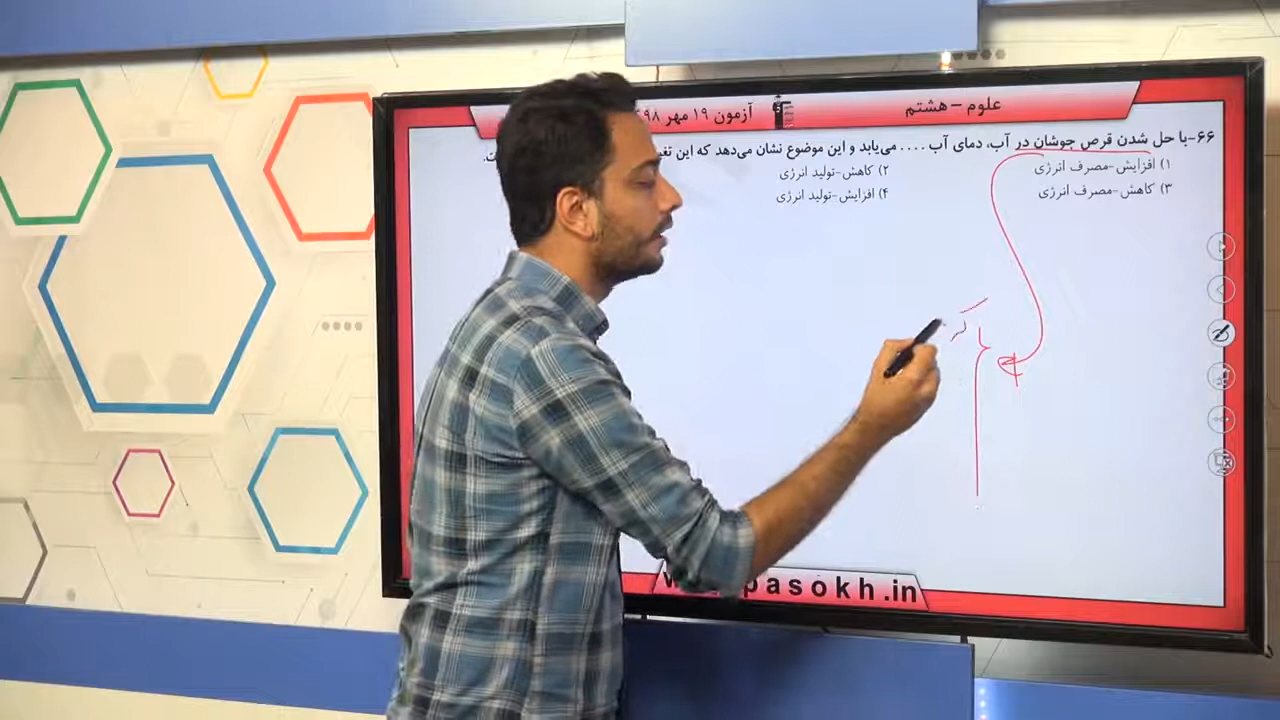 علوم - هشتم
آزمون ۱۹ مهر ۹۸
۶۶-با حل شدن قرص جوشان در آب، دمای آب .... می‌یابد و این موضوع نشان می‌دهد که این
۱) افزایش-مصرف انرژی
۲) کاهش-تولید انرژی
۳) کاهش-مصرف انرژی
۴) افزایش-تولید انرژی
pasokh.in